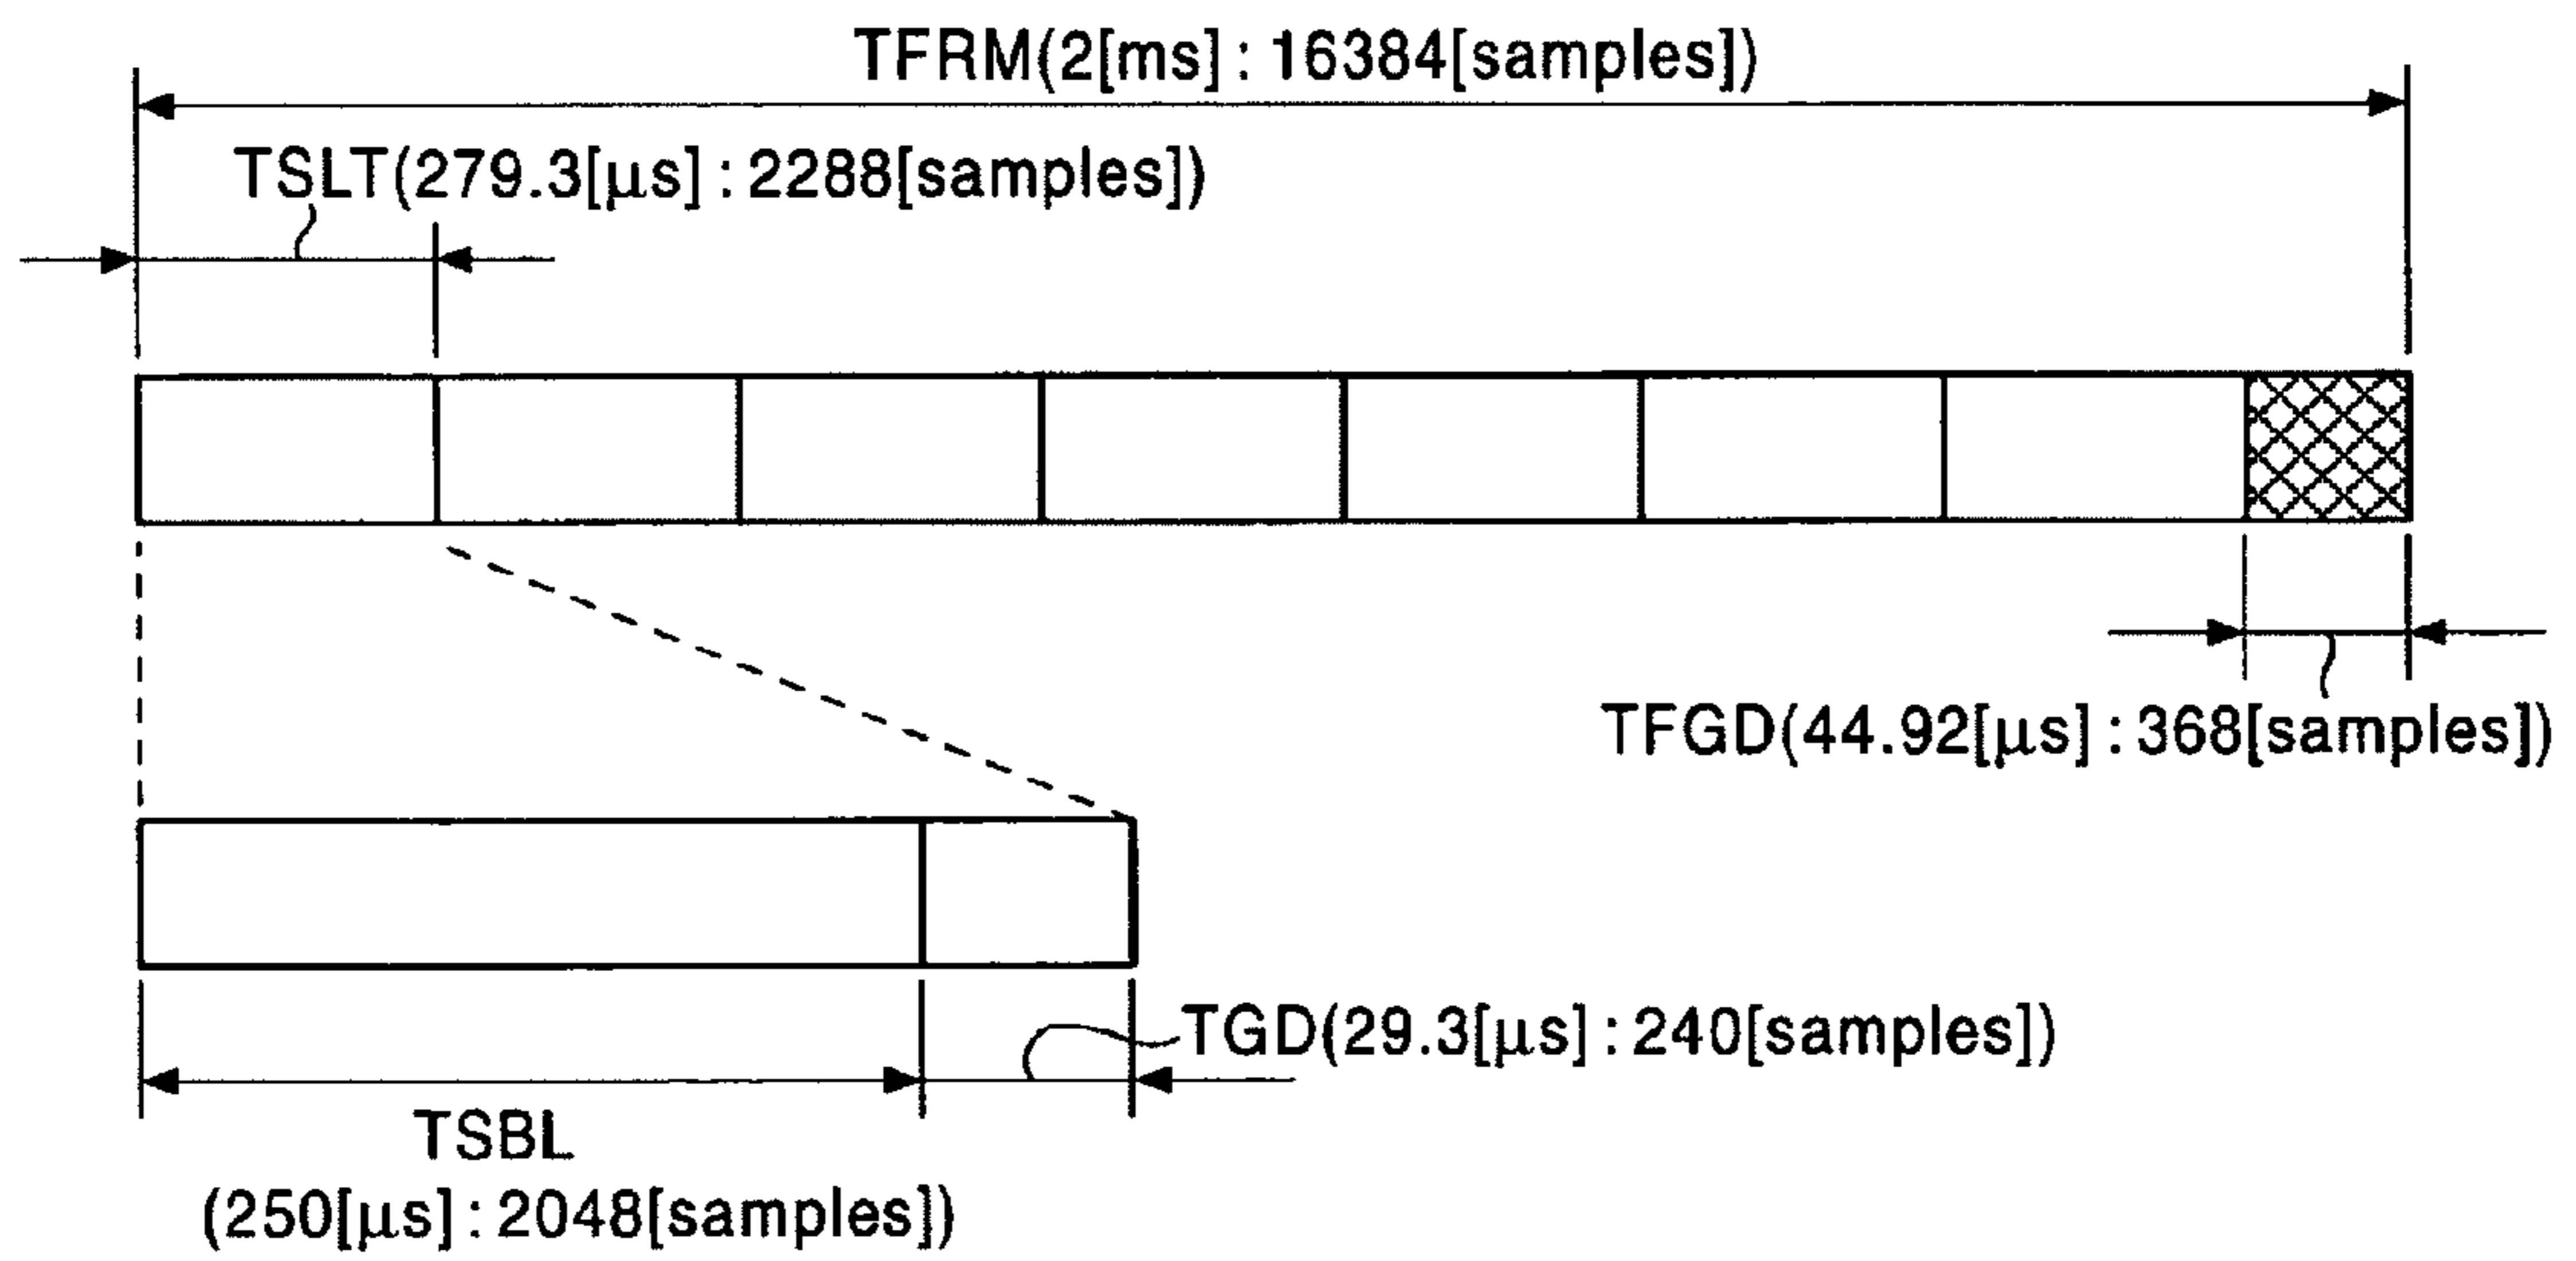 TFRM(2[ms]:16384[samples])
TSLT(279.3[μs]:2288[samples])
TFGD(44.92[μs]:368[samples])
TGD(29.3[μs]:240[samples])
TSBL
(250[μs]:2048[samples])